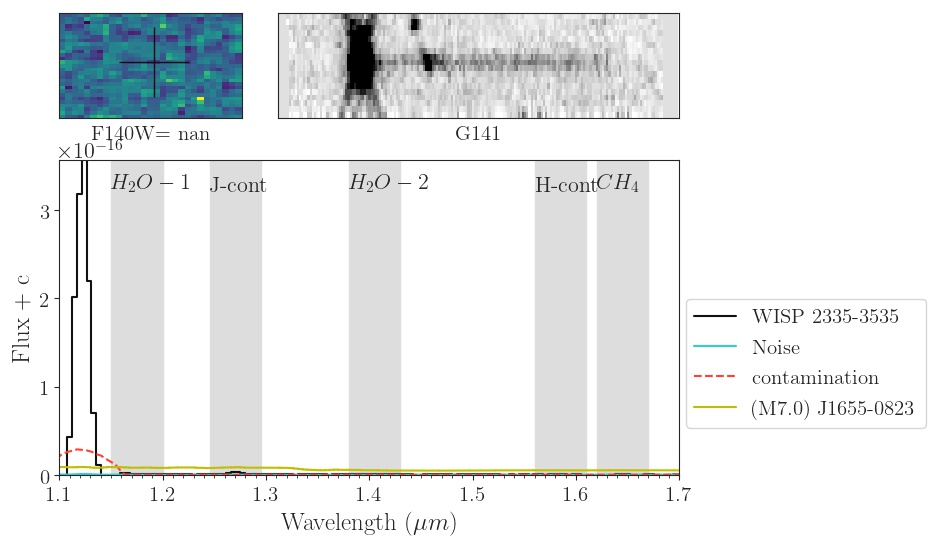 F140W= nan
G141
×10⁻¹⁶
H₂O − 1
J-cont
H₂O − 2
H-cont
CH₄
3
2
1
0
Flux + c
1.1
1.2
1.3
1.4
1.5
1.6
1.7
Wavelength (μm)
WISP 2335-3535
Noise
contamination
(M7.0) J1655-0823